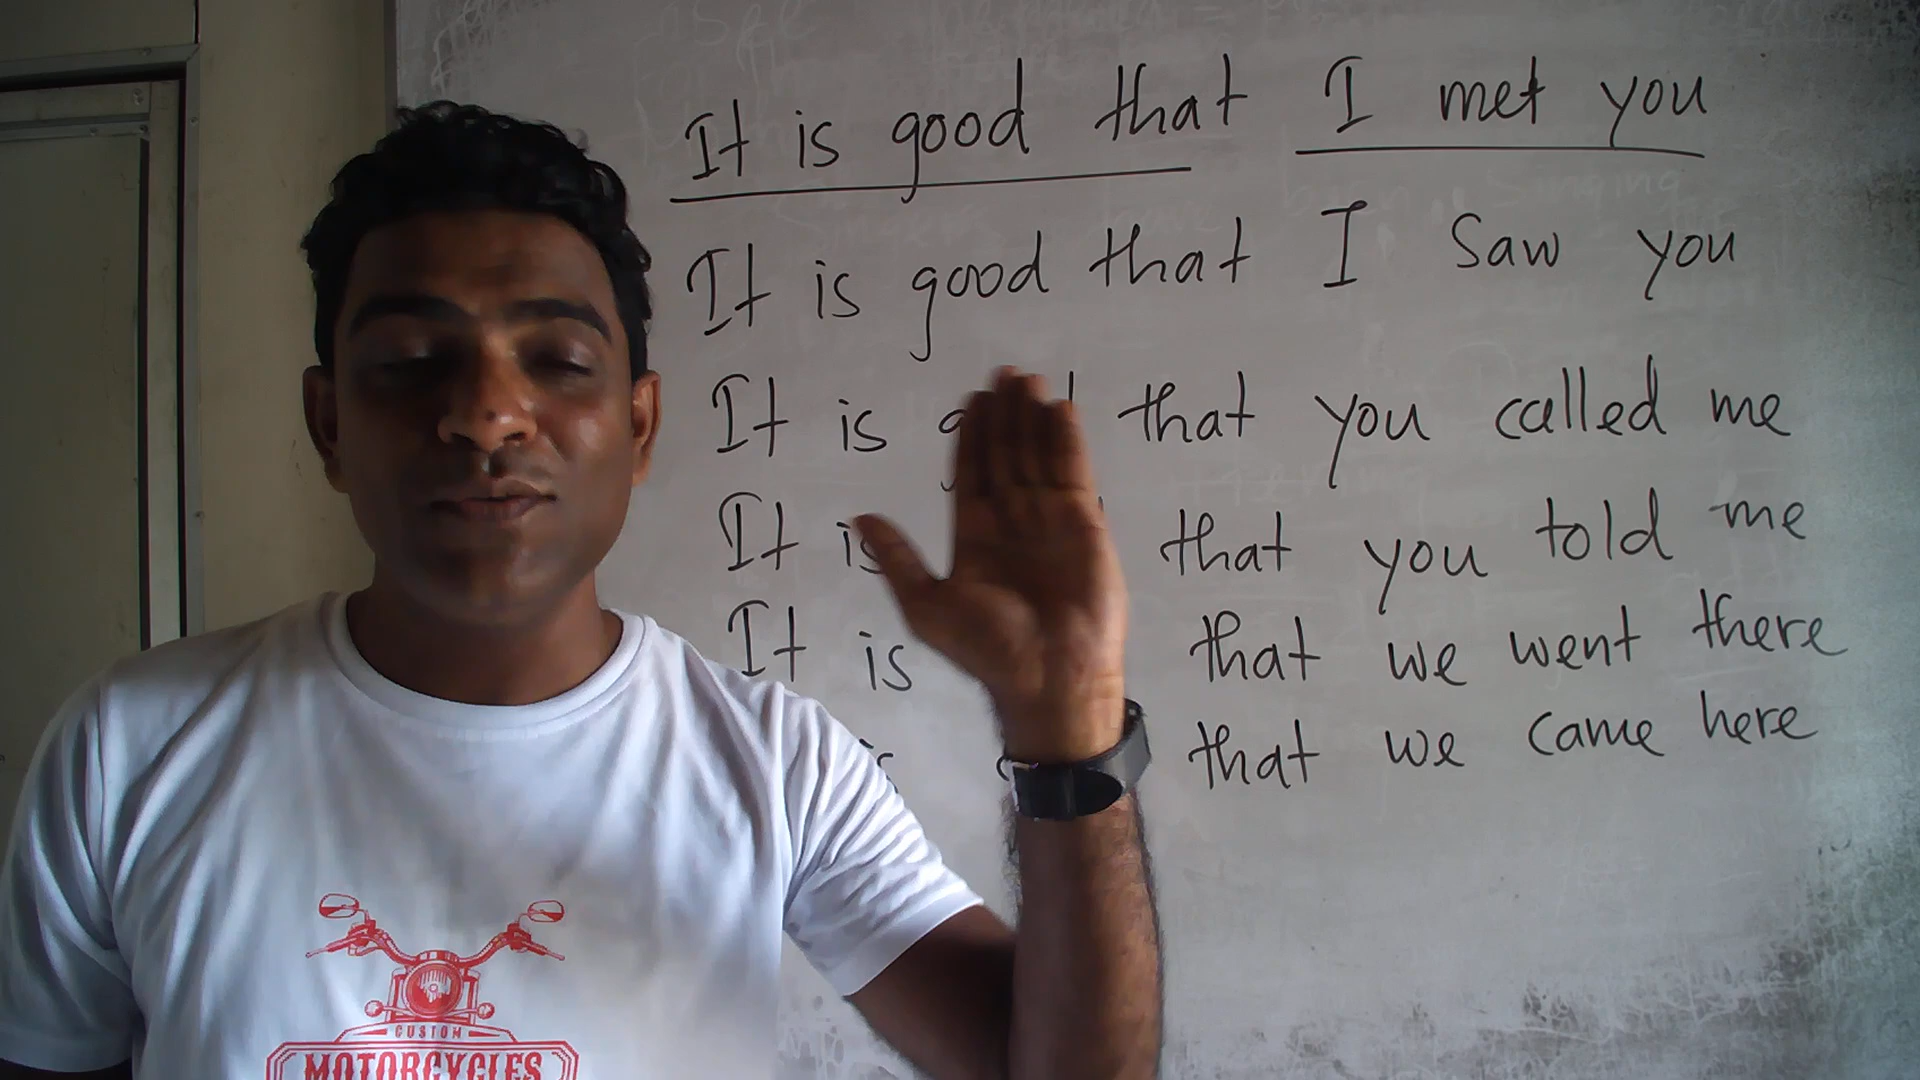 It is good that I met you
It is good that I saw you
It is that you called me
It is that you told me
It is that we went there
that we came here
CUSTOM
MOTORCYCLES